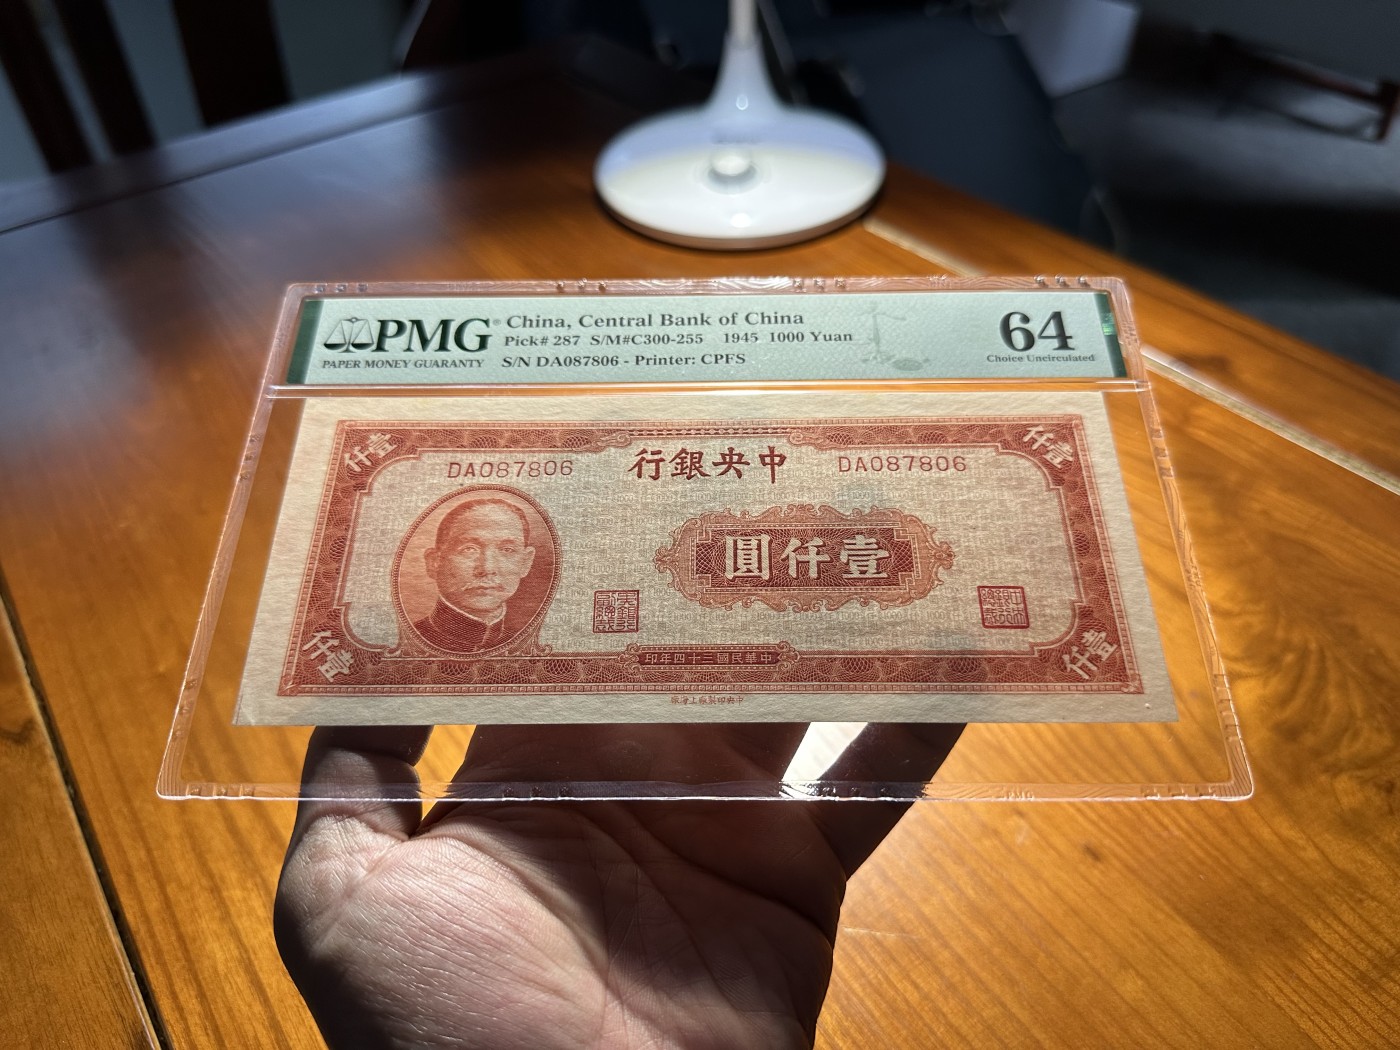 PMG
PAPER MONEY GUARANTY
China, Central Bank of China
Pick# 287 S/M#C300-255 1945 1000 Yuan
S/N DA087806 - Printer: CPFS
64
Choice Uncirculated
仟壹
行銀央中
仟壹
DA087806
DA087806
圓仟壹
仟壹
印年四十三國民華中
仟壹